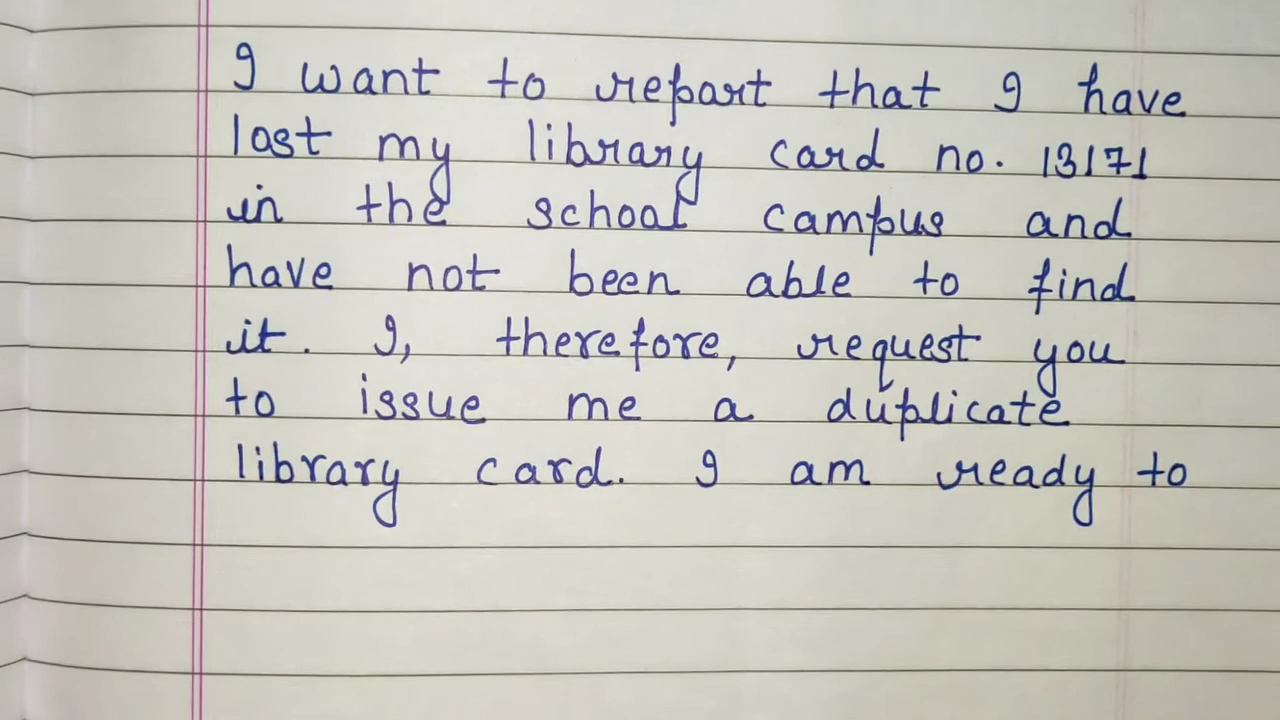 I want to report that I have
lost my library card no. 13171
in the school campus and
have not been able to find
it. I, therefore, request you
to issue me a duplicate
library card. I am ready to